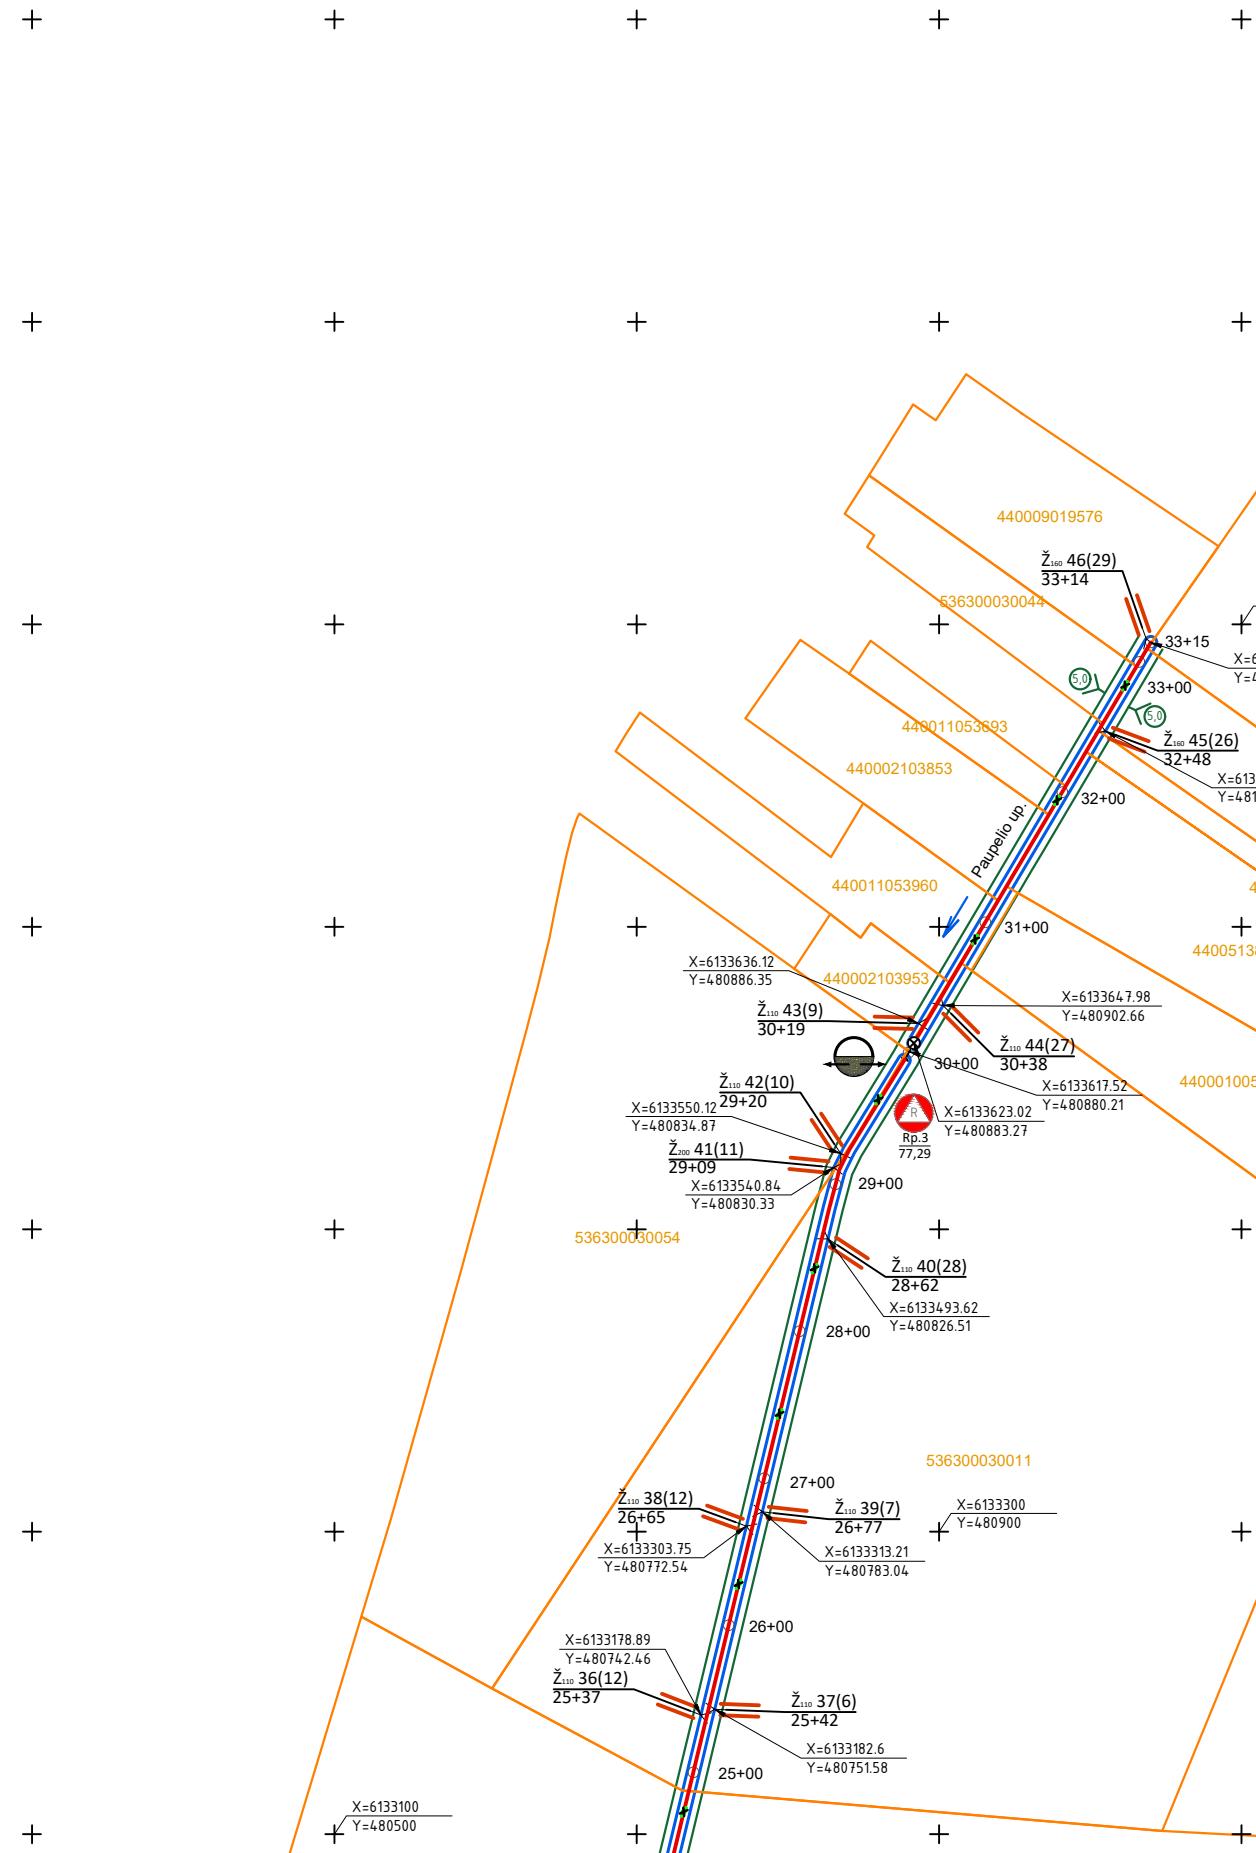 440009019576
Ž₁₆₀ 46(29)
33+14
536300030044
33+15
X=6
Y=4
5,0
33+00
5,0
440011053693
Ž₁₆₀ 45(26)
32+48
440002103853
X=613
Y=481
32+00
Paupelio up.
440011053960
4
31+00
4400513
X=6133636.12
Y=480886.35
440002103953
X=6133647.98
Y=480902.66
Ž₁₁₀ 43(9)
30+19
Ž₁₁₀ 44(27)
30+38
30+00
Ž₁₁₀ 42(10)
29+20
440001005
X=6133617.52
Y=480880.21
X=6133550.12
Y=480834.87
R
X=6133623.02
Y=480883.27
Rp.3
77,29
Ž₂₀₀ 41(11)
29+09
X=6133540.84
Y=480830.33
29+00
536300030054
Ž₁₁₀ 40(28)
28+62
X=6133493.62
Y=480826.51
28+00
536300030011
27+00
Ž₁₁₀ 38(12)
26+65
Ž₁₁₀ 39(7)
26+77
X=6133300
Y=480900
X=6133303.75
Y=480772.54
X=6133313.21
Y=480783.04
26+00
X=6133178.89
Y=480742.46
Ž₁₁₀ 36(12)
25+37
Ž₁₁₀ 37(6)
25+42
X=6133182.6
Y=480751.58
25+00
X=6133100
Y=480500